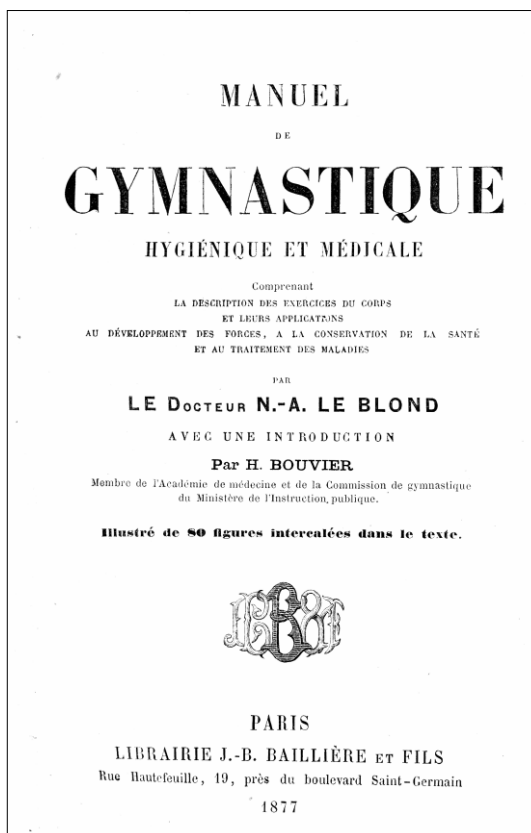 MANUEL
DE
GYMNASTIQUE
HYGIÉNIQUE ET MÉDICALE
Comprenant
LA DESCRIPTION DES EXERCICES DU CORPS
ET LEURS APPLICATIONS
AU DÉVELOPPEMENT DES FORCES, A LA CONSERVATION DE LA SANTÉ
ET AU TRAITEMENT DES MALADIES
PAR
LE DOCTEUR N.-A. LE BLOND
AVEC UNE INTRODUCTION
Par H. BOUVIER
Membre de l'Académie de médecine et de la Commission de gymnastique
du Ministère de l'Instruction publique.
Illustré de 80 figures intercalées dans le texte.
PARIS
LIBRAIRIE J.-B. BAILLIÈRE ET FILS
Rue Hautefeuille, 19, près du boulevard Saint-Germain
1877